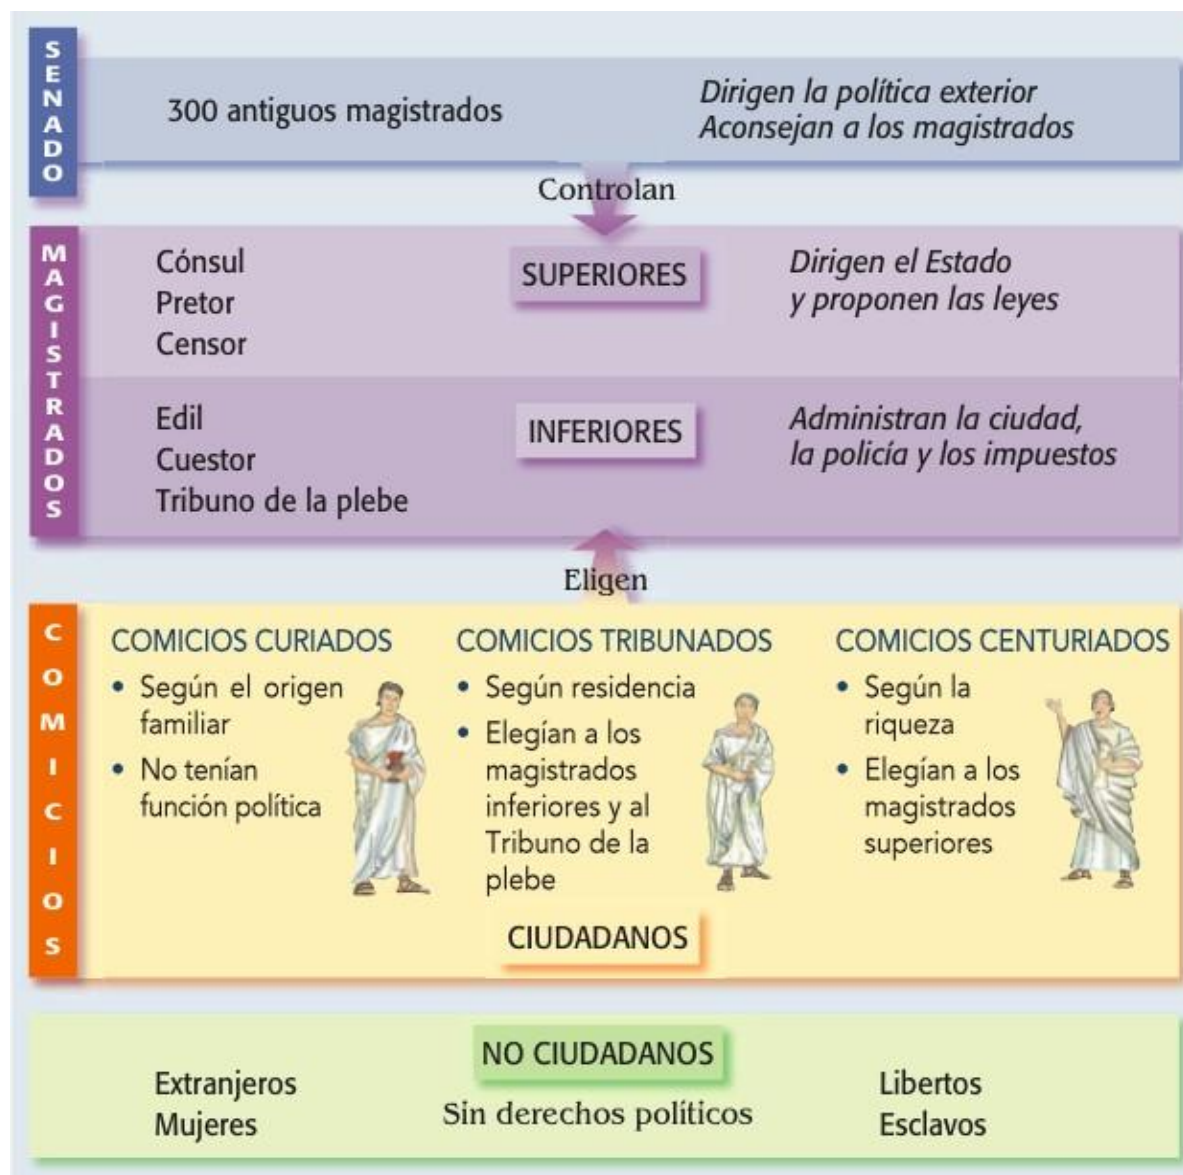 SENADO
300 antiguos magistrados
Dirigen la política exterior
Aconsejan a los magistrados
Controlan
MAGISTRADOS
Cónsul
Pretor
Censor
SUPERIORES
Dirigen el Estado
y proponen las leyes
Edil
Cuestor
Tribuno de la plebe
INFERIORES
Administran la ciudad,
la policía y los impuestos
Eligen
COMICIOS
COMICIOS CURIADOS
• Según el origen
familiar
• No tenían
función política
COMICIOS TRIBUNADOS
• Según residencia
• Elegían a los
magistrados
inferiores y al
Tribuno de la
plebe
COMICIOS CENTURIADOS
• Según la
riqueza
• Elegían a los
magistrados
superiores
CIUDADANOS
NO CIUDADANOS
Extranjeros
Mujeres
Sin derechos políticos
Libertos
Esclavos